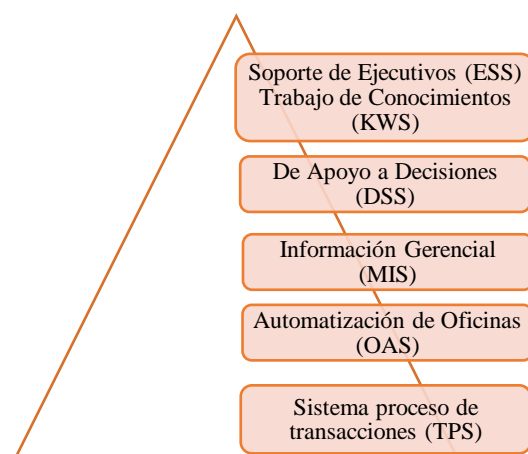 Soporte de Ejecutivos (ESS)
Trabajo de Conocimientos
(KWS)
De Apoyo a Decisiones
(DSS)
Información Gerencial
(MIS)
Automatización de Oficinas
(OAS)
Sistema proceso de
transacciones (TPS)